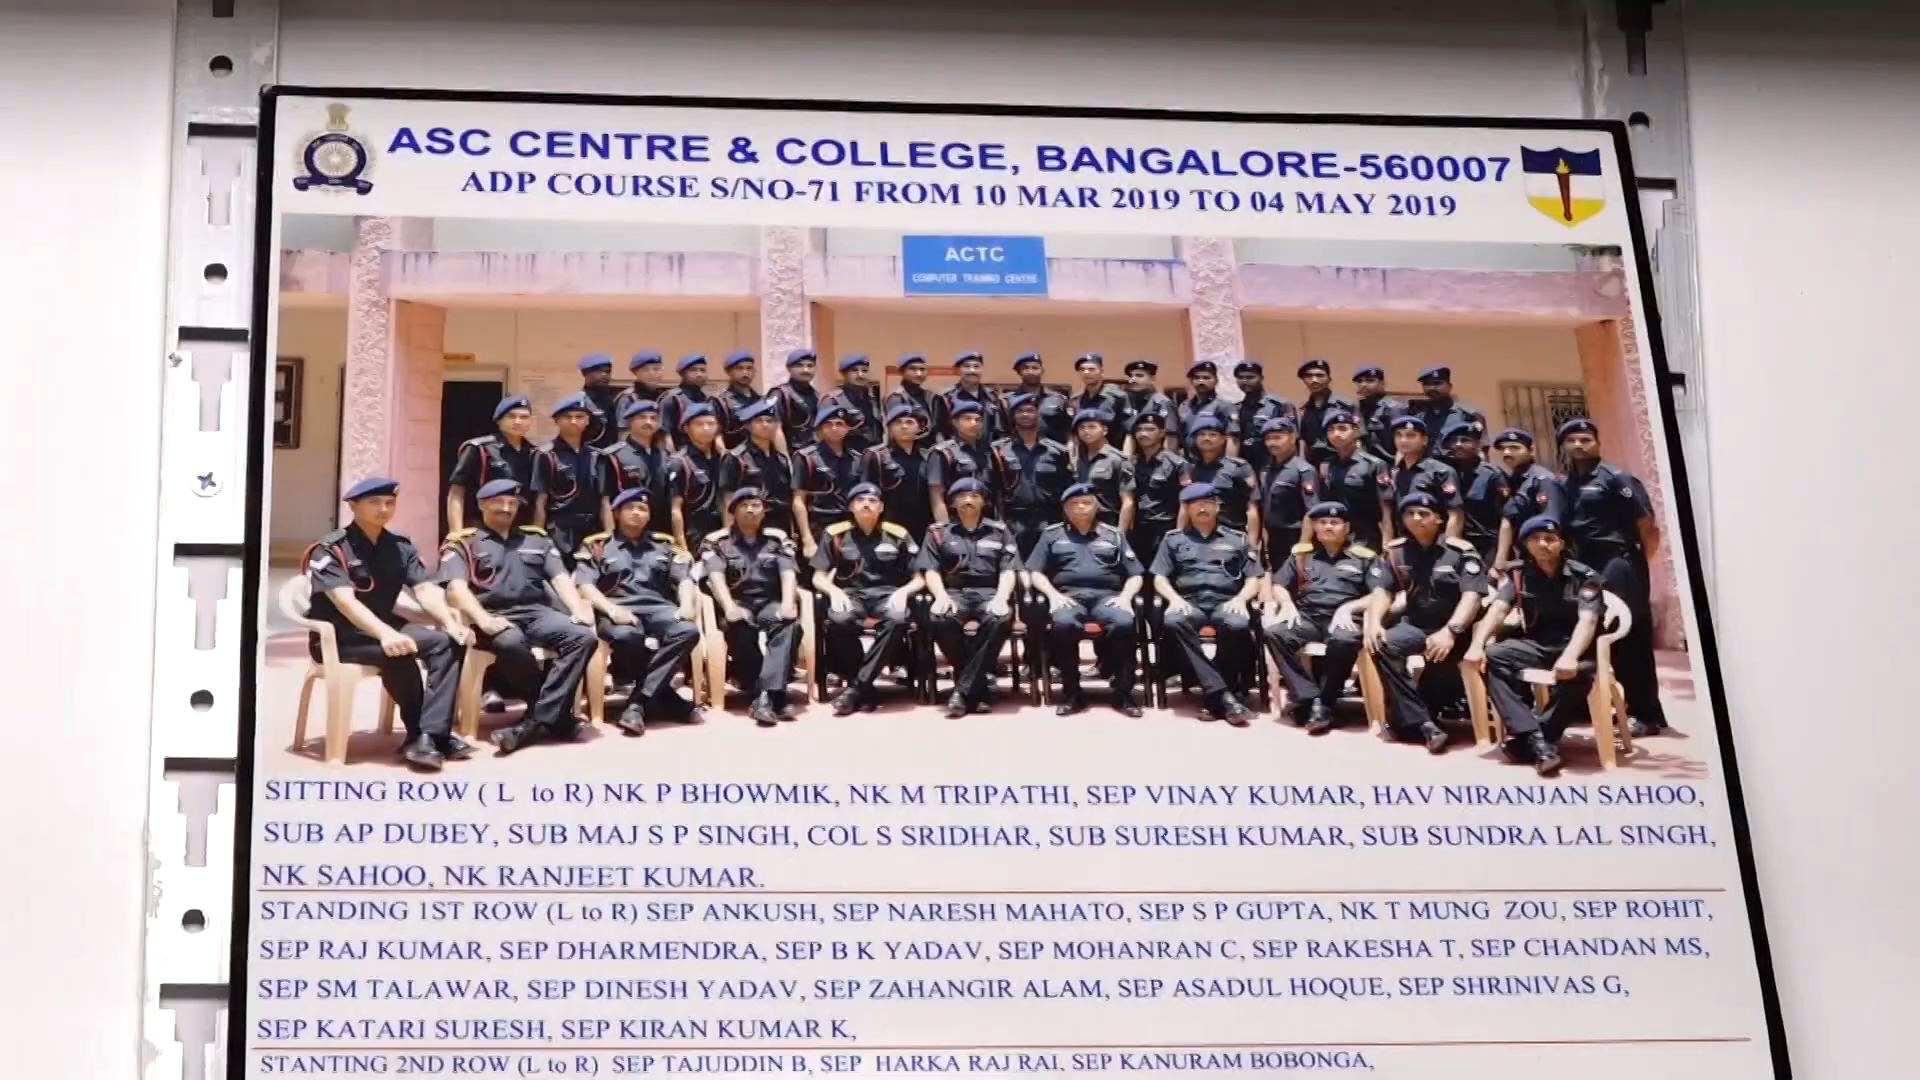 ASC CENTRE & COLLEGE, BANGALORE-560007
ADP COURSE S/NO-71 FROM 10 MAR 2019 TO 04 MAY 2019
ACTC
COMPUTER TRAINING CENTRE
SITTING ROW ( L to R) NK P BHOWMIK, NK M TRIPATHI, SEP VINAY KUMAR, HAV NIRANJAN SAHOO,
SUB AP DUBEY, SUB MAJ S P SINGH, COL S SRIDHAR, SUB SURESH KUMAR, SUB SUNDRA LAL SINGH,
NK SAHOO, NK RANJEET KUMAR.
STANDING 1ST ROW (L to R) SEP ANKUSH, SEP NARESH MAHATO, SEP S P GUPTA, NK T MUNG ZOU, SEP ROHIT,
SEP RAJ KUMAR, SEP DHARMENDRA, SEP B K YADAV, SEP MOHANRAN C, SEP RAKESHA T, SEP CHANDAN MS,
SEP SM TALAWAR, SEP DINESH YADAV, SEP ZAHANGIR ALAM, SEP ASADUL HOQUE, SEP SHRINIVAS G,
SEP KATARI SURESH, SEP KIRAN KUMAR K,
STANTING 2ND ROW (L to R) SEP TAJUDDIN B, SEP HARKA RAJ RAI, SEP KANURAM BOBONGA,